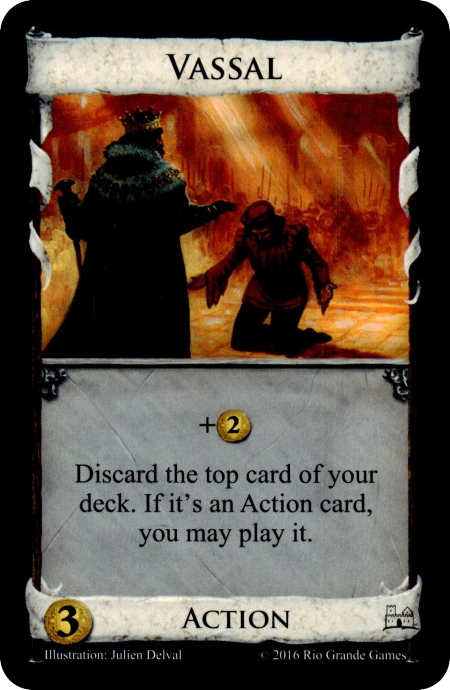 VASSAL
+2
Discard the top card of your
deck. If it's an Action card,
you may play it.
3 ACTION
Illustration: Julien Delval © 2016 Rio Grande Games